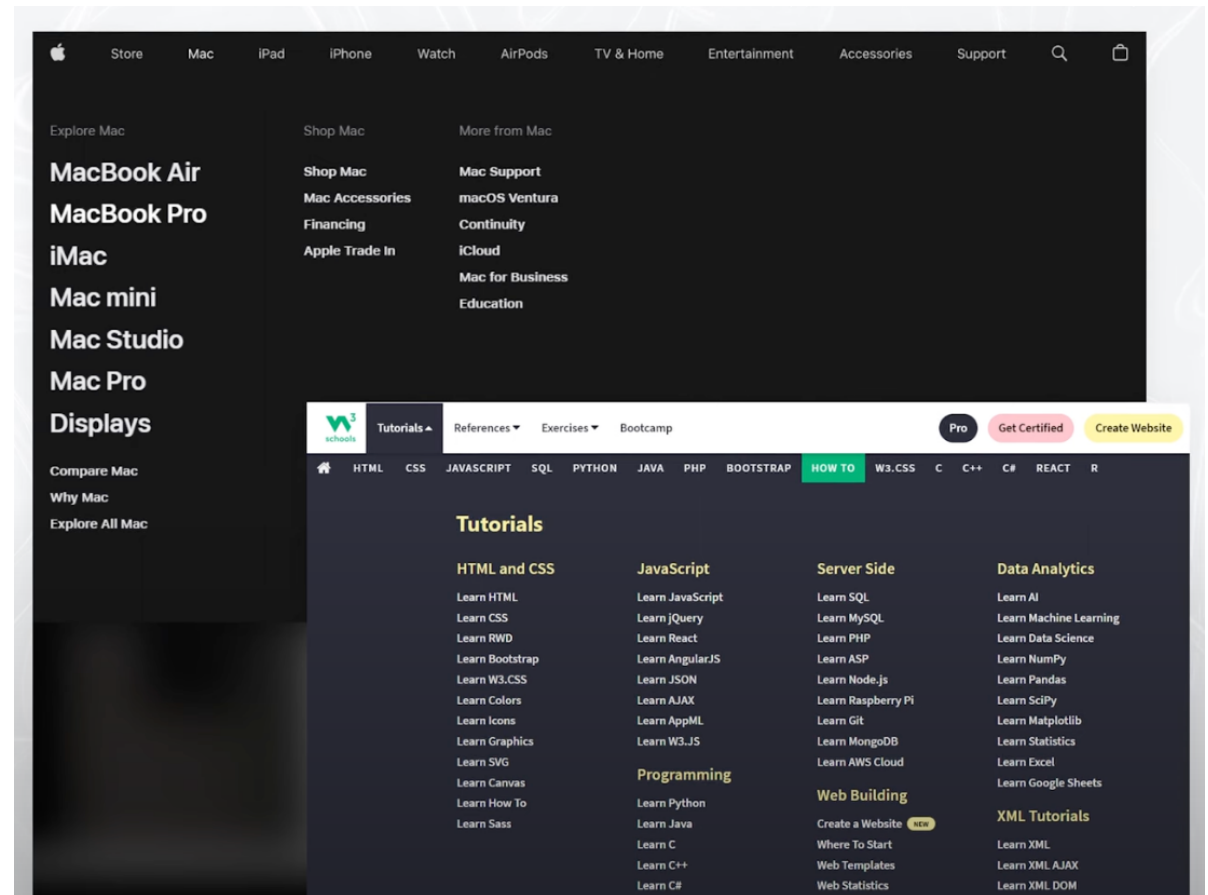 Store Mac iPad iPhone Watch AirPods TV & Home Entertainment Accessories Support
Explore Mac
MacBook Air
MacBook Pro
iMac
Mac mini
Mac Studio
Mac Pro
Displays
Compare Mac
Why Mac
Explore All Mac
Shop Mac
Shop Mac
Mac Accessories
Financing
Apple Trade In
More from Mac
Mac Support
macOS Ventura
Continuity
iCloud
Mac for Business
Education
W3 schools Tutorials References Exercises Bootcamp Pro Get Certified Create Website
HTML CSS JAVASCRIPT SQL PYTHON JAVA PHP BOOTSTRAP HOW TO W3.CSS C C++ C# REACT R
Tutorials
HTML and CSS
Learn HTML
Learn CSS
Learn RWD
Learn Bootstrap
Learn W3.CSS
Learn Colors
Learn Icons
Learn Graphics
Learn SVG
Learn Canvas
Learn How To
Learn Sass
JavaScript
Learn JavaScript
Learn jQuery
Learn React
Learn AngularJS
Learn JSON
Learn AJAX
Learn AppML
Learn W3.JS
Programming
Learn Python
Learn Java
Learn C
Learn C++
Learn C#
Server Side
Learn SQL
Learn MySQL
Learn PHP
Learn ASP
Learn Node.js
Learn Raspberry Pi
Learn Git
Learn MongoDB
Learn AWS Cloud
Web Building
Create a Website NEW
Where To Start
Web Templates
Web Statistics
Data Analytics
Learn AI
Learn Machine Learning
Learn Data Science
Learn NumPy
Learn Pandas
Learn SciPy
Learn Matplotlib
Learn Statistics
Learn Excel
Learn Google Sheets
XML Tutorials
Learn XML
Learn XML AJAX
Learn XML DOM